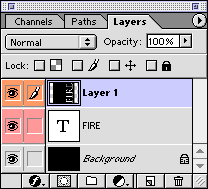 Channels Paths Layers
Normal Opacity: 100%
Lock:
FIRE Layer 1
T FIRE
Background